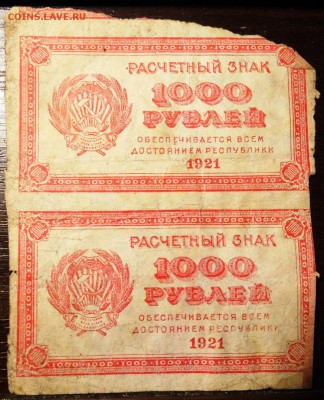 COINS.LAVE.RU
РАСЧЕТНЫЙ ЗНАК
1000
РУБЛЕЙ
ОБЕСПЕЧИВАЕТСЯ ВСЕМ
ДОСТОЯНИЕМ РЕСПУБЛИКИ
1921
РАСЧЕТНЫЙ ЗНАК
1000
РУБЛЕЙ
ОБЕСПЕЧИВАЕТСЯ ВСЕМ
ДОСТОЯНИЕМ РЕСПУБЛИКИ
1921